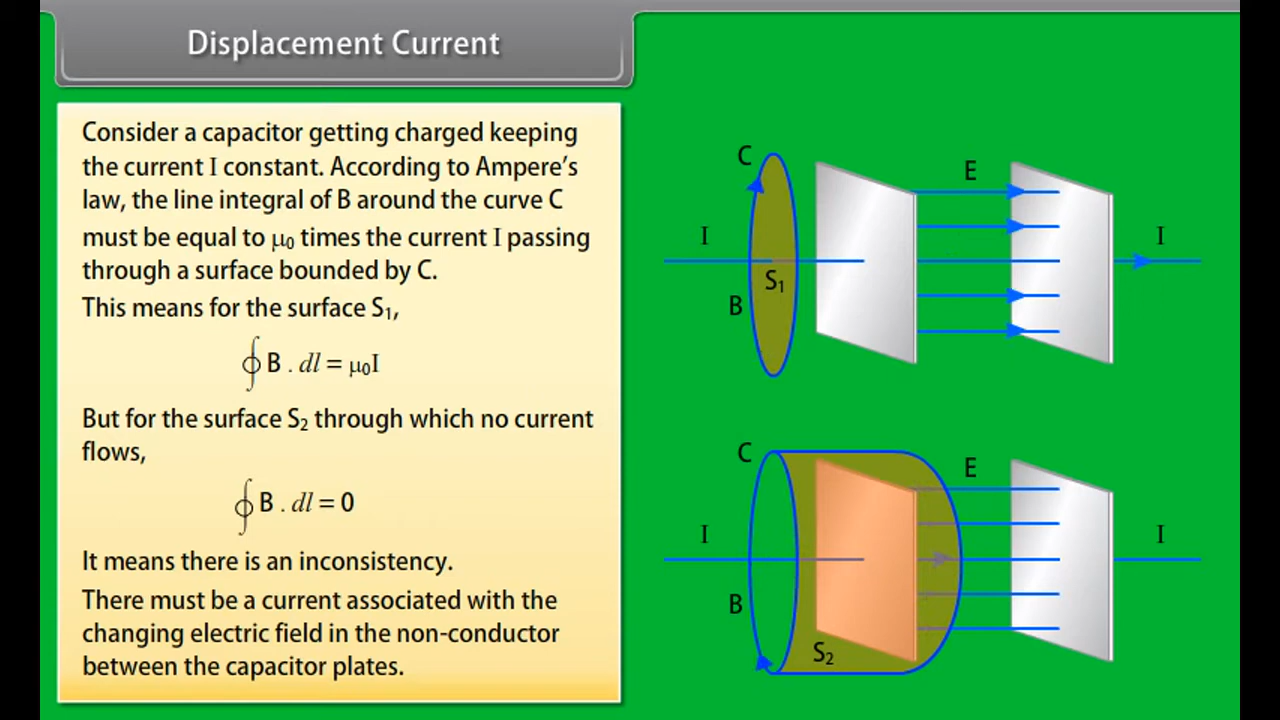 Displacement Current
Consider a capacitor getting charged keeping
the current I constant. According to Ampere's
law, the line integral of B around the curve C
must be equal to μ₀ times the current I passing
through a surface bounded by C.
This means for the surface S₁,
∮ B . dl = μ₀I
But for the surface S₂ through which no current
flows,
∮ B . dl = 0
It means there is an inconsistency.
There must be a current associated with the
changing electric field in the non-conductor
between the capacitor plates.
C
E
I
I
S₁
B
C
E
I
I
B
S₂